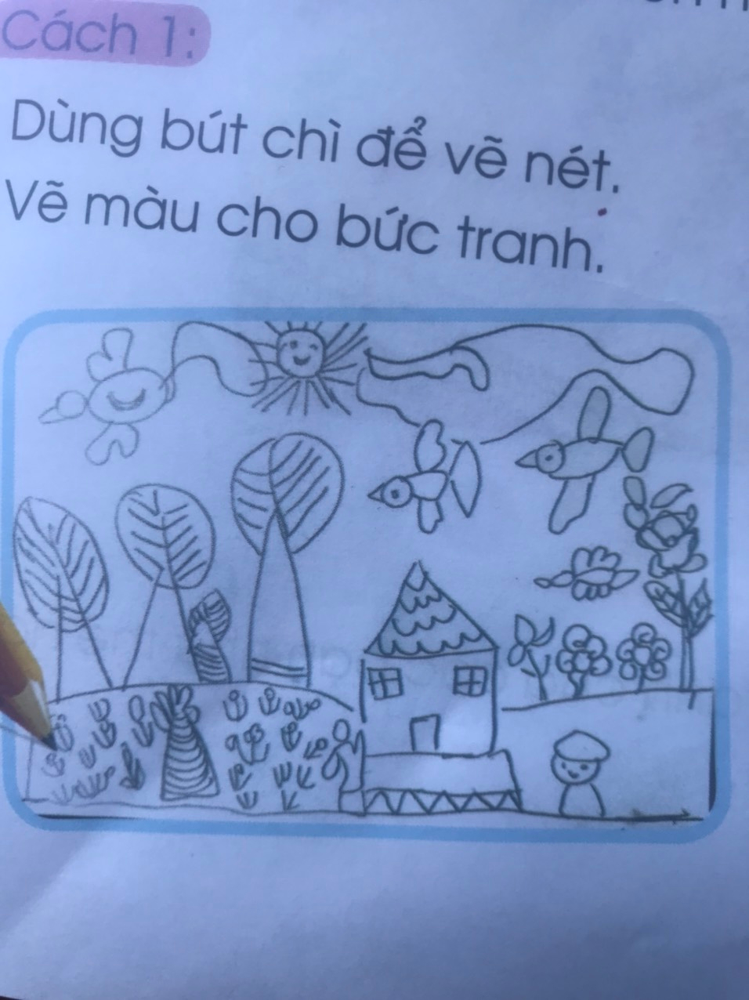 Cách 1:
Dùng bút chì để vẽ nét.
Vẽ màu cho bức tranh.